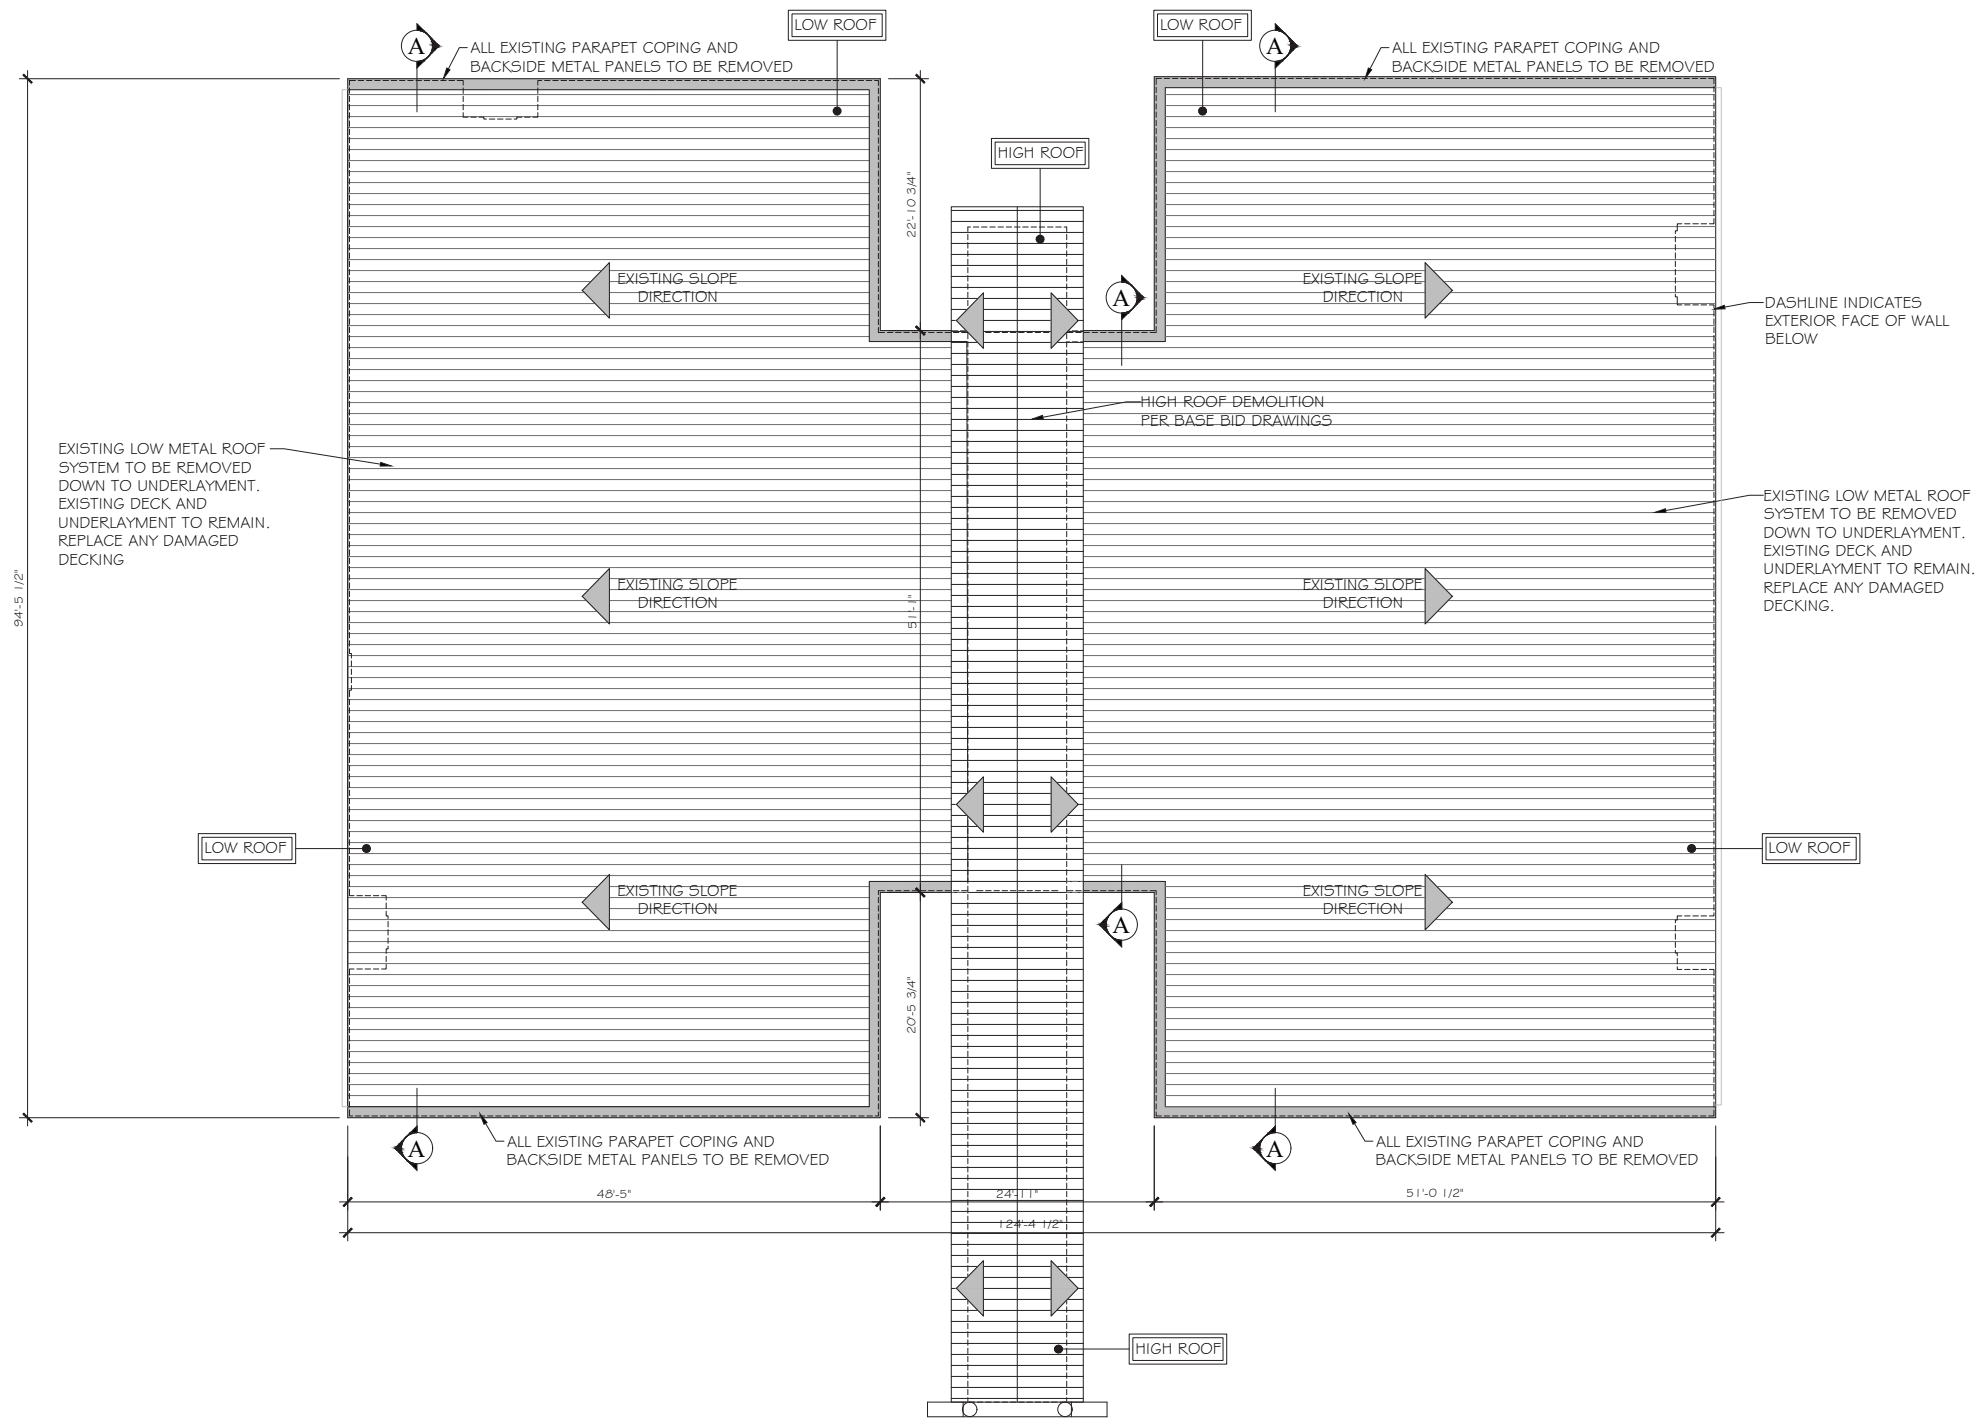 LOW ROOF
LOW ROOF
A
ALL EXISTING PARAPET COPING AND
BACKSIDE METAL PANELS TO BE REMOVED
A
ALL EXISTING PARAPET COPING AND
BACKSIDE METAL PANELS TO BE REMOVED
HIGH ROOF
22'-10 3/4"
EXISTING SLOPE
DIRECTION
A
EXISTING SLOPE
DIRECTION
DASHLINE INDICATES
EXTERIOR FACE OF WALL
BELOW
HIGH ROOF DEMOLITION
PER BASE BID DRAWINGS
EXISTING LOW METAL ROOF
SYSTEM TO BE REMOVED
DOWN TO UNDERLAYMENT.
EXISTING DECK AND
UNDERLAYMENT TO REMAIN.
REPLACE ANY DAMAGED
DECKING
EXISTING LOW METAL ROOF
SYSTEM TO BE REMOVED
DOWN TO UNDERLAYMENT.
EXISTING DECK AND
UNDERLAYMENT TO REMAIN.
REPLACE ANY DAMAGED
DECKING.
94'-5 1/2"
EXISTING SLOPE
DIRECTION
51'-1"
EXISTING SLOPE
DIRECTION
LOW ROOF
LOW ROOF
EXISTING SLOPE
DIRECTION
A
EXISTING SLOPE
DIRECTION
20'-5 3/4"
A
ALL EXISTING PARAPET COPING AND
BACKSIDE METAL PANELS TO BE REMOVED
A
ALL EXISTING PARAPET COPING AND
BACKSIDE METAL PANELS TO BE REMOVED
48'-5"
24'-11"
51'-0 1/2"
124'-4 1/2"
HIGH ROOF